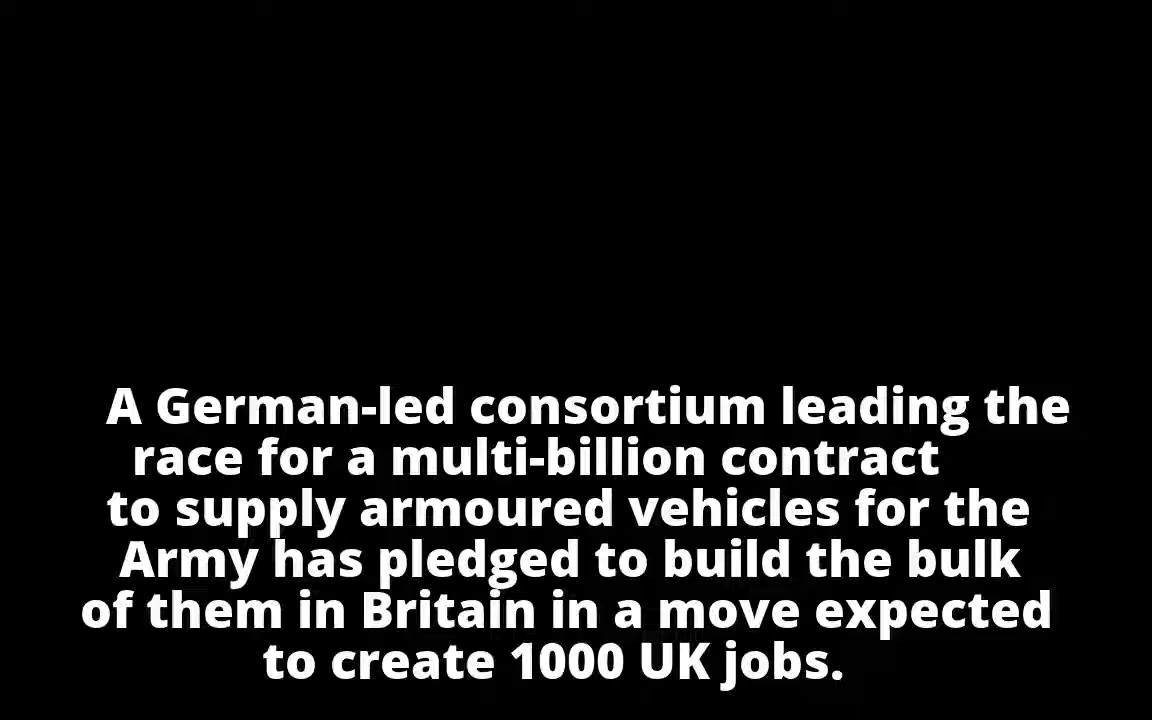 A German-led consortium leading the
race for a multi-billion contract
to supply armoured vehicles for the
Army has pledged to build the bulk
of them in Britain in a move expected
to create 1000 UK jobs.